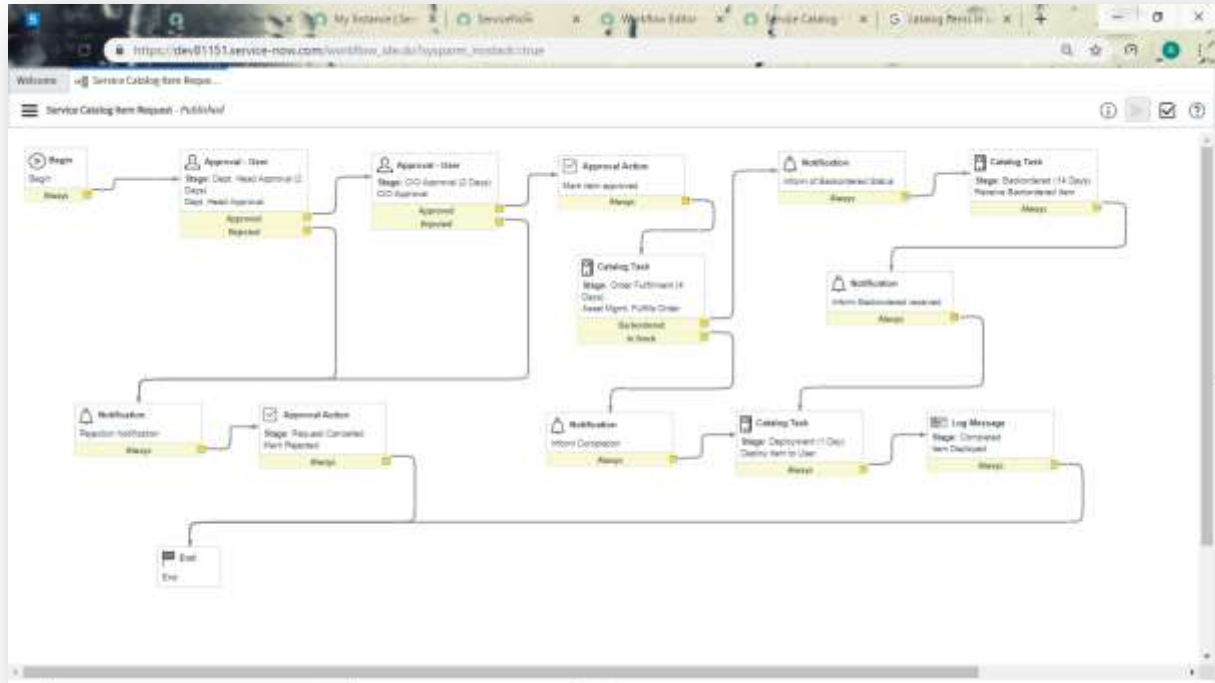 My Instance (Ser
ServiceNow
Workflow Editor
Service Catalog
https://dev81151.service-now.com/workflow_ide.do?sysparm_nostack=true
Welcome
Service Catalog Item Reque...
Service Catalog Item Request - Published
Begin
Begin
Always
Approval - User
Stage: Dept. Head Approval (2
Days)
Dept. Head Approval
Approved
Rejected
Approval - User
Stage: CIO Approval (2 Days)
CIO Approval
Approved
Rejected
Approval Action
Mark item approved
Always
Notification
Inform of Backordered Status
Always
Catalog Task
Stage: Backordered (14 Days)
Receive Backordered Item
Always
Catalog Task
Stage: Order Fulfillment (4
Days)
Asset Mgmt. Fulfills Order
Backordered
In Stock
Notification
Inform Backordered received
Always
Notification
Rejection Notification
Always
Approval Action
Stage: Request Cancelled
Item Rejected
Always
Notification
Inform Completion
Always
Catalog Task
Stage: Deployment (1 Day)
Deploy Item to User
Always
Log Message
Stage: Completed
Item Deployed
Always
End
End